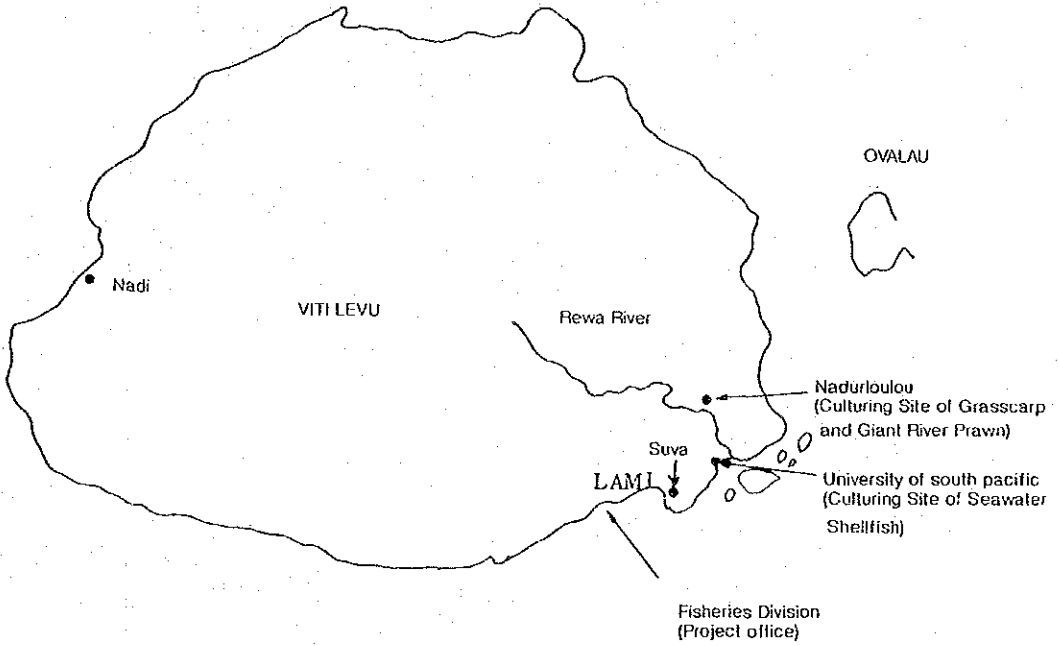 OVALAU
Nadi
VITI LEVU
Rewa River
Nadurloulou
(Culturing Site of Grasscarp
and Giant River Prawn)
Suva
LAMI
University of south pacific
(Culturing Site of Seawater
Shellfish)
Fisheries Division
(Project office)